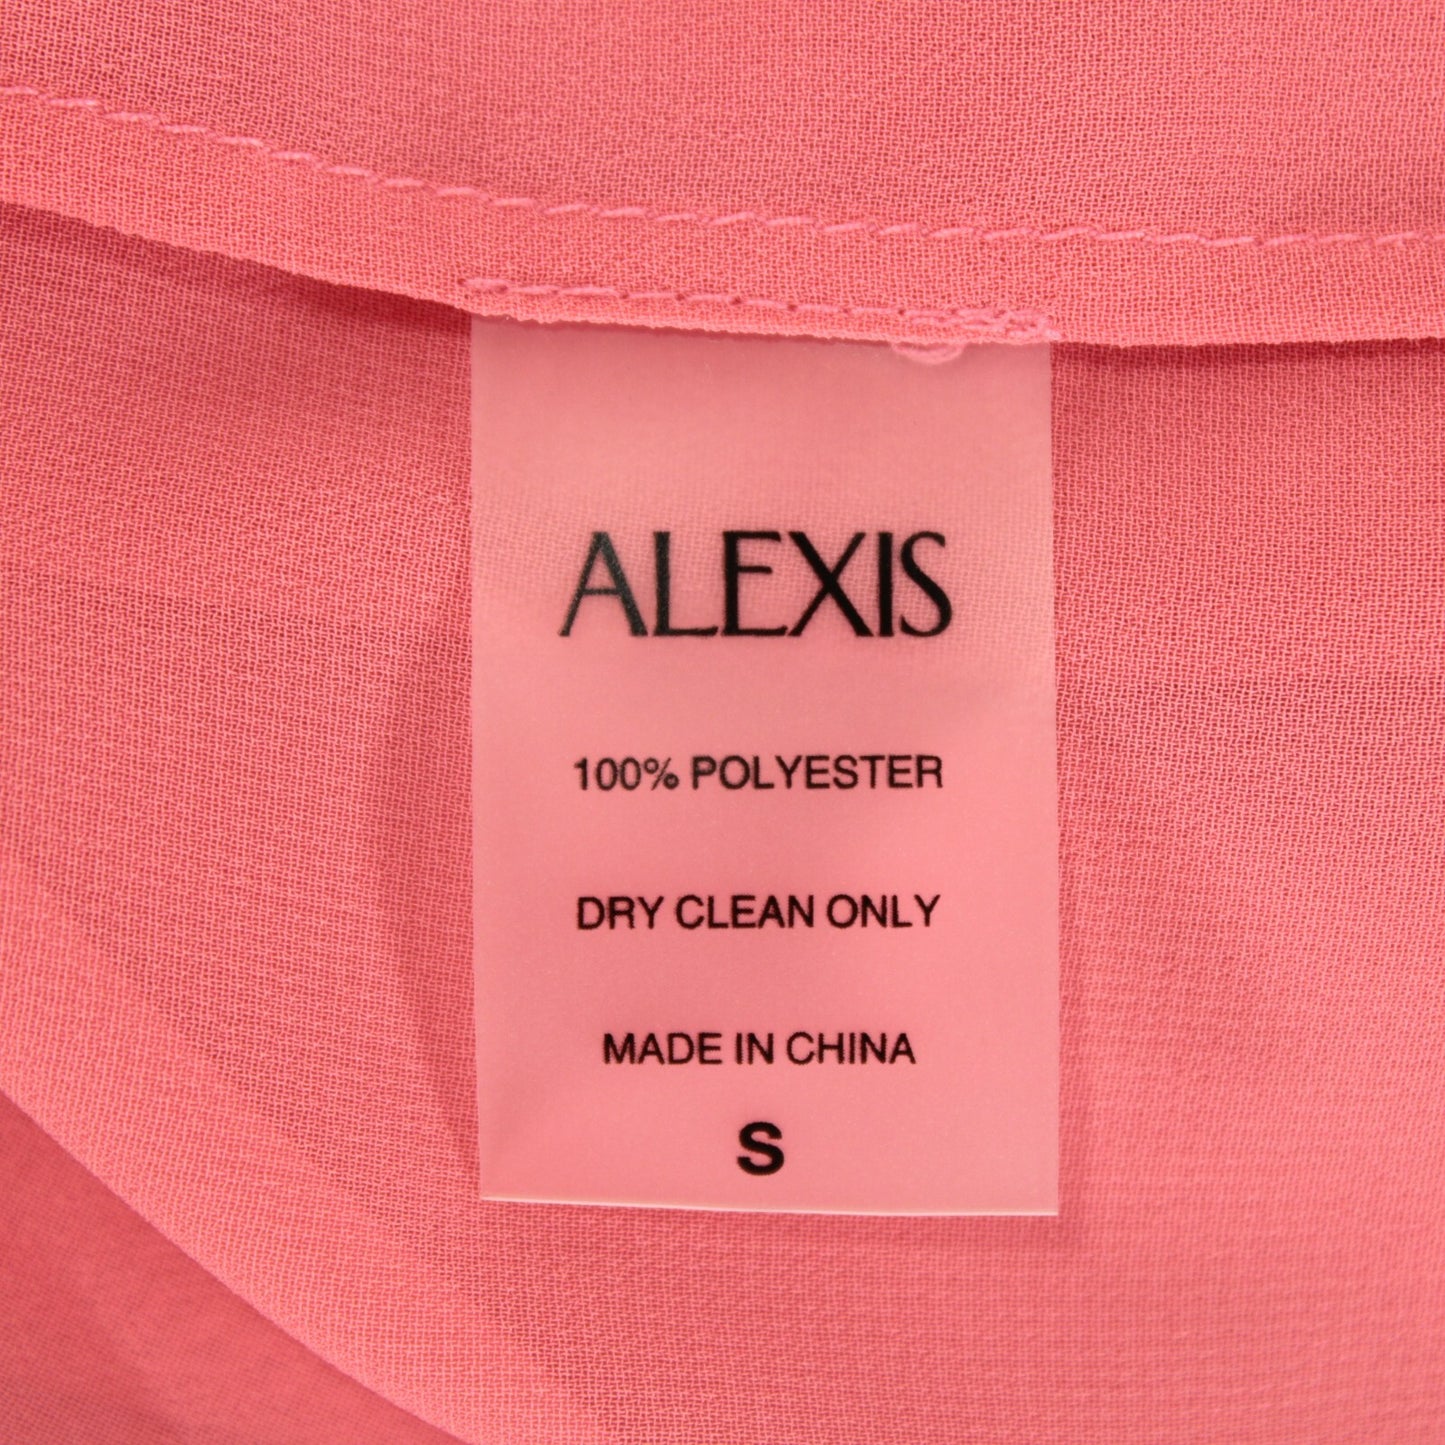 ALEXIS
100% POLYESTER
DRY CLEAN ONLY
MADE IN CHINA
S